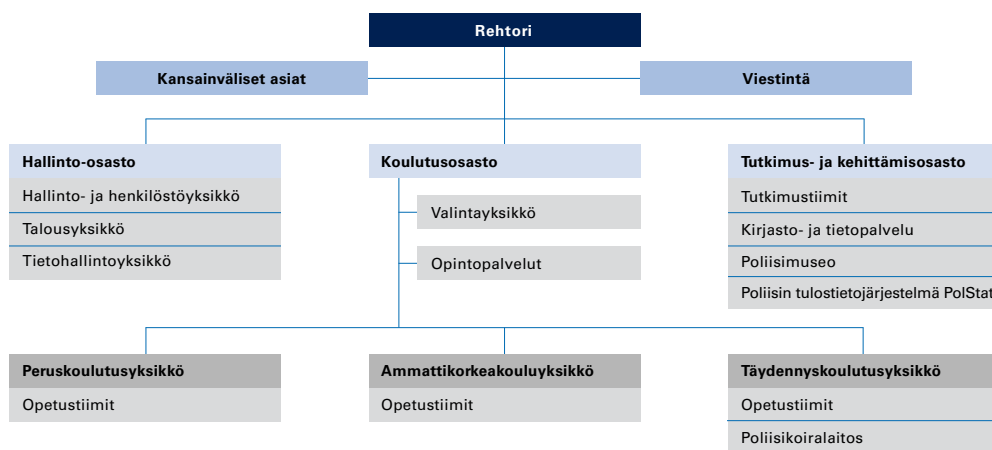 Rehtori
Kansainväliset asiat
Viestintä
Hallinto-osasto
Hallinto- ja henkilöstöyksikkö
Talousyksikkö
Tietohallintoyksikkö
Koulutusosasto
Valintayksikkö
Opintopalvelut
Tutkimus- ja kehittämisosasto
Tutkimustiimit
Kirjasto- ja tietopalvelu
Poliisimuseo
Poliisin tulostietojärjestelmä PolStat
Peruskoulutusyksikkö
Opetustiimit
Ammattikorkeakouluyksikkö
Opetustiimit
Täydennyskoulutusyksikkö
Opetustiimit
Poliisikoiralaitos